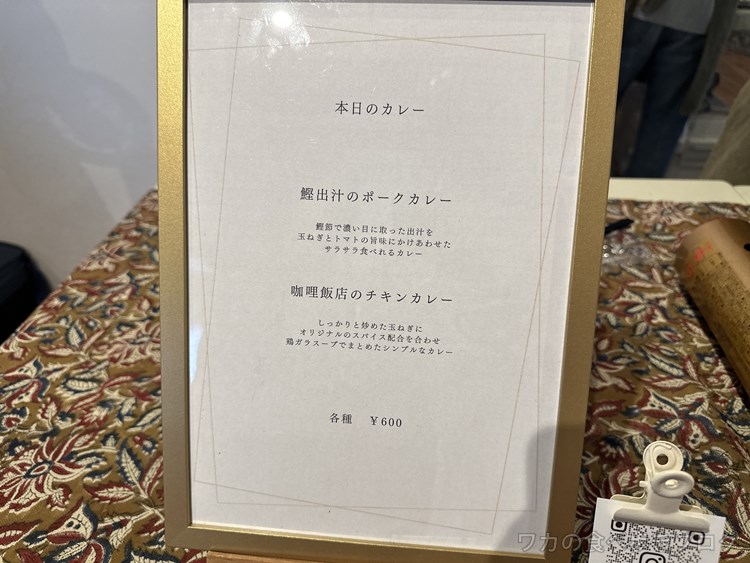 本日のカレー
鰹出汁のポークカレー
鰹節で濃い目に取った出汁を
玉ねぎとトマトの旨味にかけあわせた
サラサラ食べれるカレー
咖哩飯店のチキンカレー
しっかりと炒めた玉ねぎに
オリジナルのスパイス配合を合わせ
鶏ガラスープでまとめたシンプルなカレー
各種 ￥600